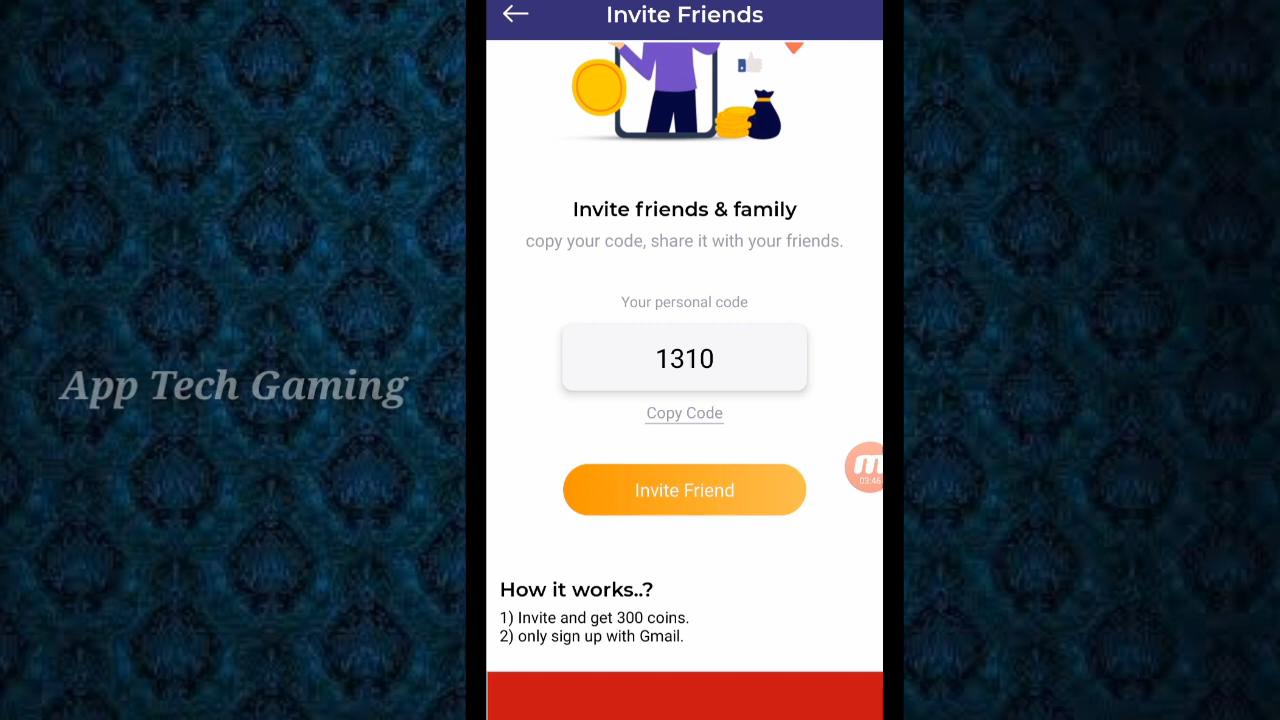 Invite Friends
Invite friends & family
copy your code, share it with your friends.
Your personal code
1310
Copy Code
App Tech Gaming
03:46
Invite Friend
How it works..?
1) Invite and get 300 coins.
2) only sign up with Gmail.